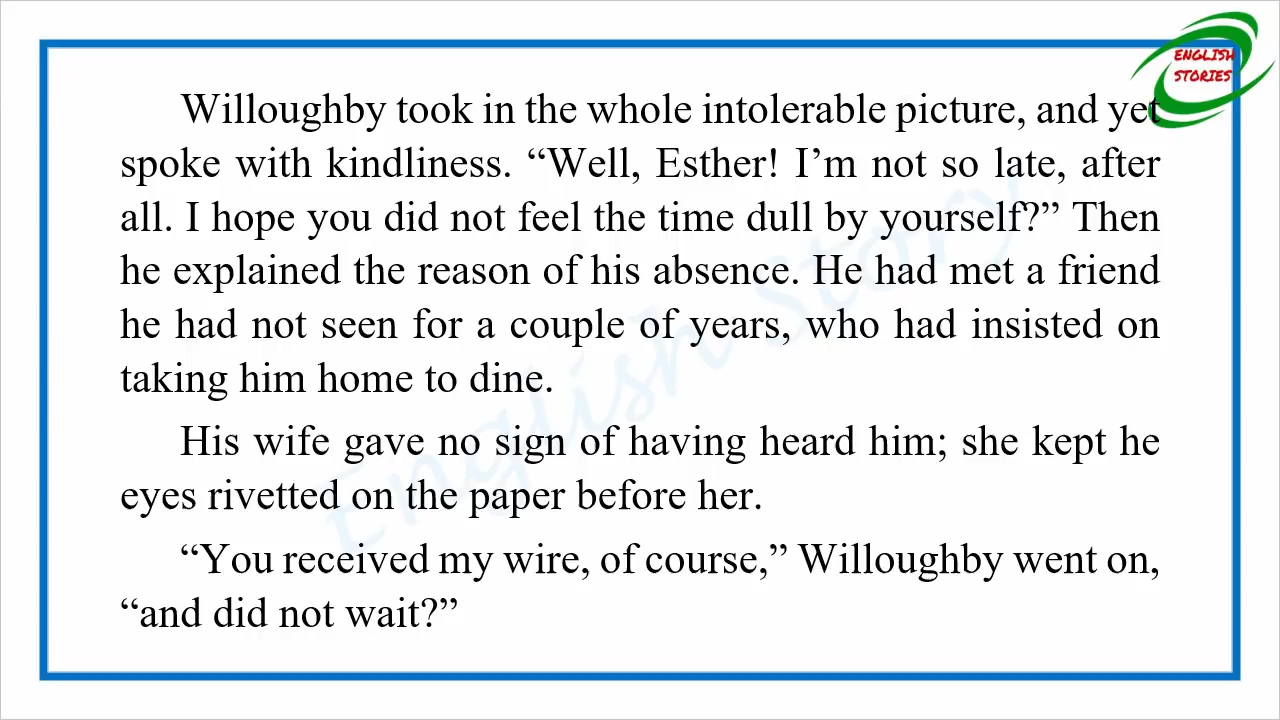 ENGLISH
STORIES
Willoughby took in the whole intolerable picture, and yet
spoke with kindliness. “Well, Esther! I’m not so late, after
all. I hope you did not feel the time dull by yourself?” Then
he explained the reason of his absence. He had met a friend
he had not seen for a couple of years, who had insisted on
taking him home to dine.
His wife gave no sign of having heard him; she kept he
eyes rivetted on the paper before her.
“You received my wire, of course,” Willoughby went on,
“and did not wait?”
English Story